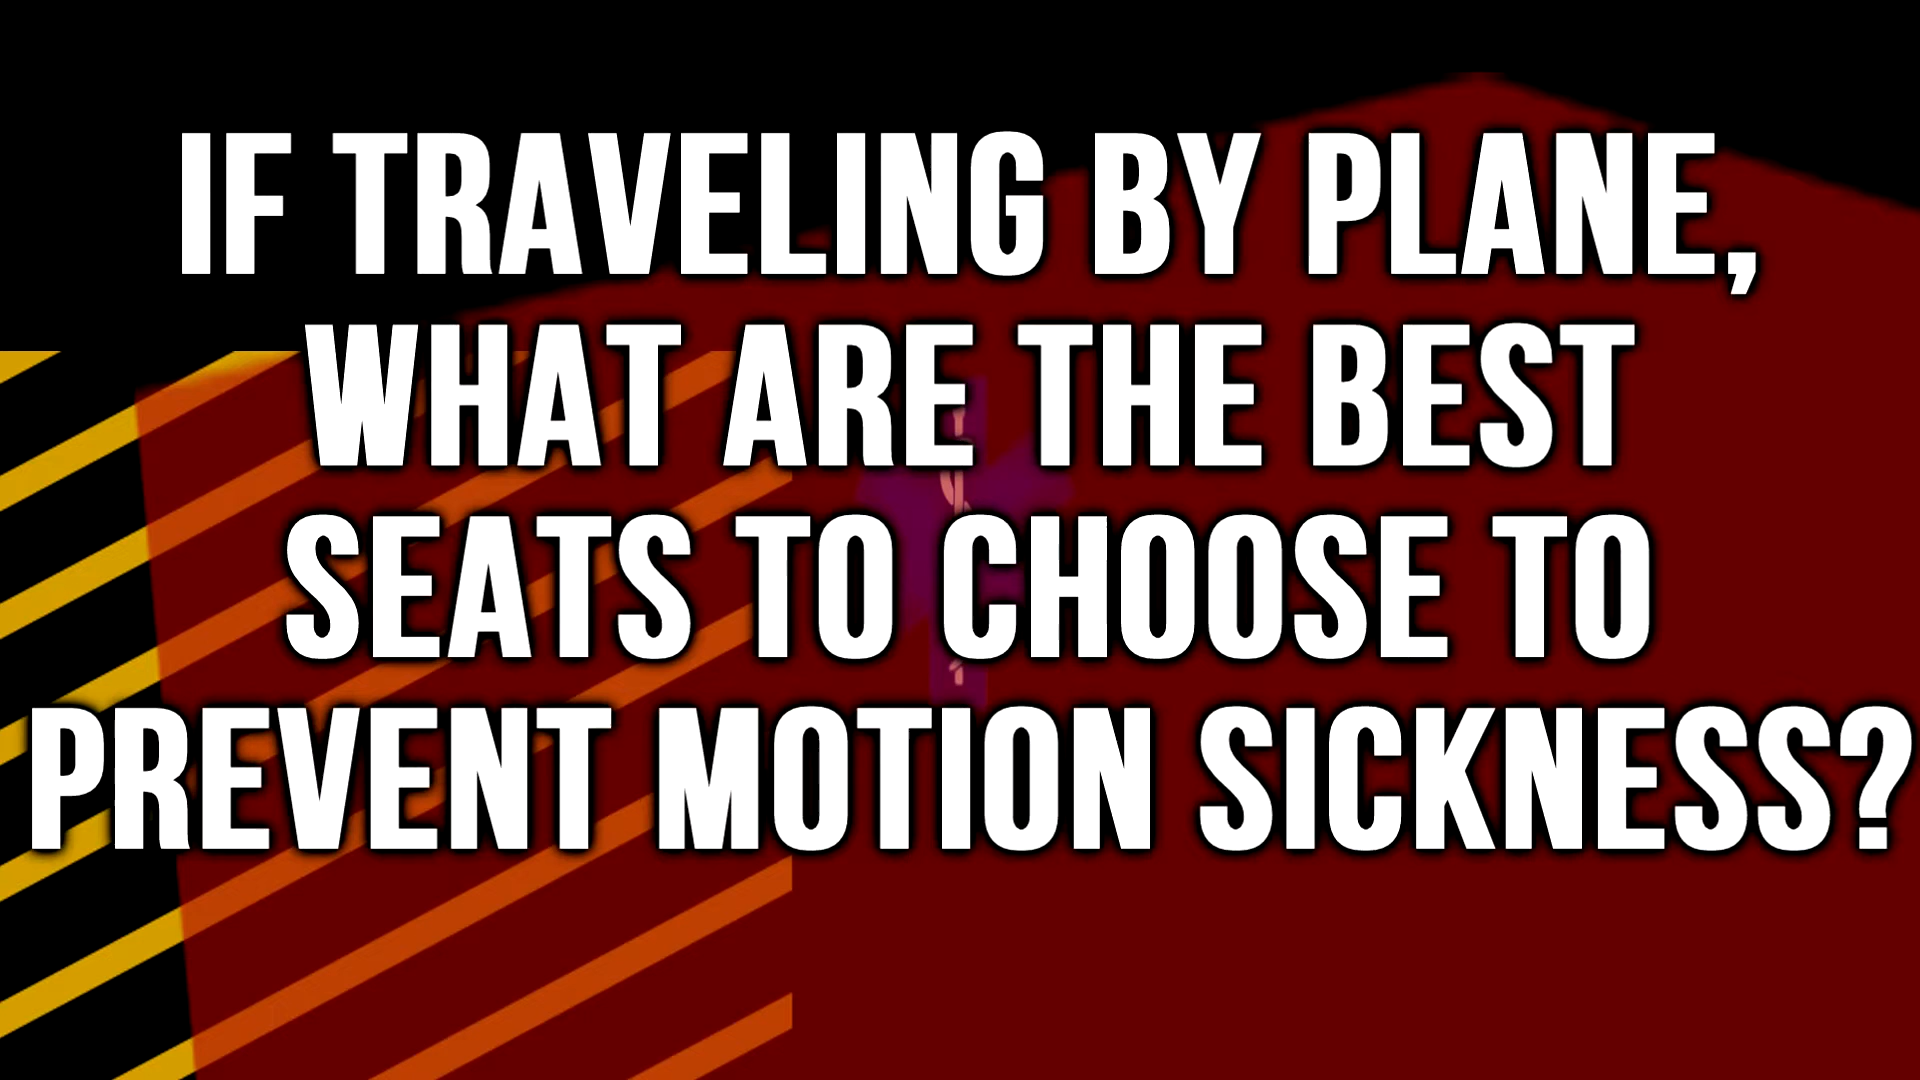 IF TRAVELING BY PLANE,
WHAT ARE THE BEST
SEATS TO CHOOSE TO
PREVENT MOTION SICKNESS?